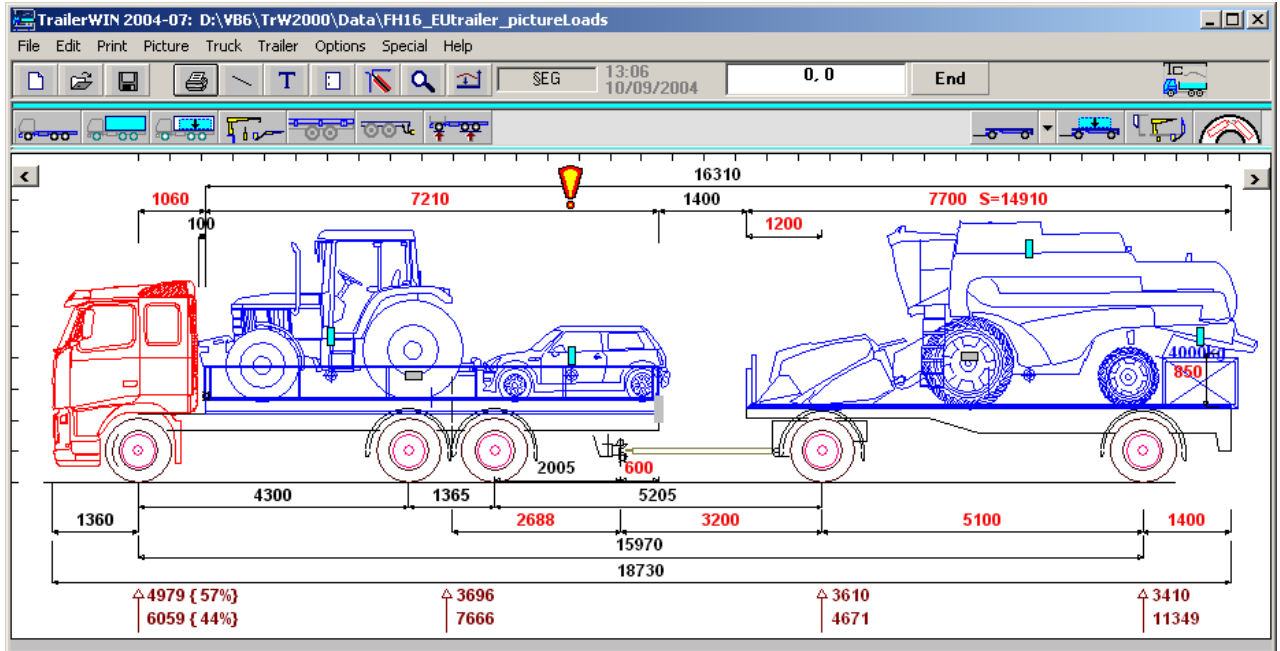 TrailerWIN 2004-07: D:\VB6\TrW2000\Data\FH16_EUtrailer_pictureLoads
File Edit Print Picture Truck Trailer Options Special Help
T §EG 13:06 0, 0 End
10/09/2004
16310
1060 7210 1400 7700 S=14910
100 1200
850
2005 600
4300 1365 5205
1360 2688 3200 5100 1400
15970
18730
4979 { 57%} 3696 3610 3410
6059 { 44%} 7666 4671 11349